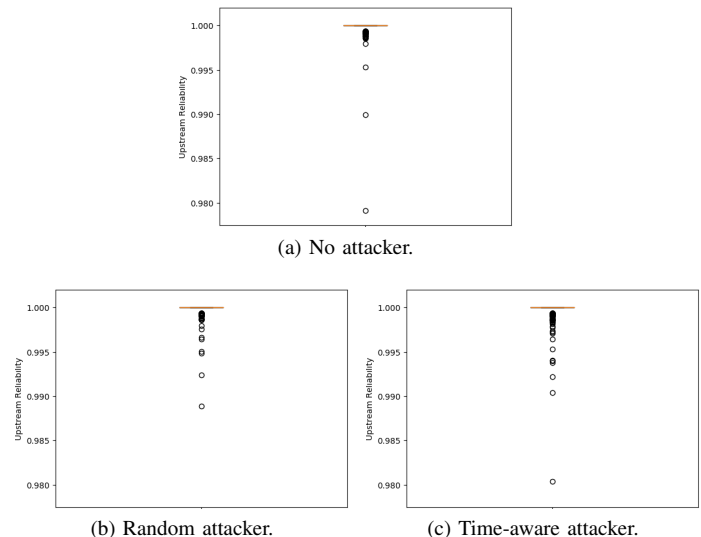 1.000
0.995
0.990
0.985
0.980
Upstream Reliability
(a) No attacker.
1.000
0.995
0.990
0.985
0.980
Upstream Reliability
(b) Random attacker.
1.000
0.995
0.990
0.985
0.980
Upstream Reliability
(c) Time-aware attacker.